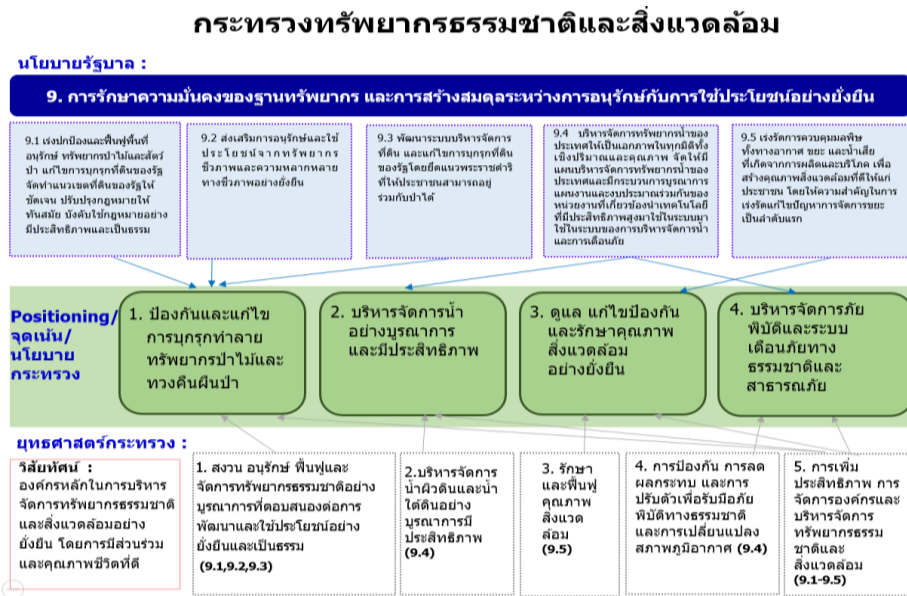 กระทรวงทรัพยากรธรรมชาติและสิ่งแวดล้อม
นโยบายรัฐบาล :
9. การรักษาความมั่นคงของฐานทรัพยากร และการสร้างสมดุลระหว่างการอนุรักษ์กับการใช้ประโยชน์อย่างยั่งยืน
9.1 เร่งปกป้องและฟื้นฟูพื้นที่
อนุรักษ์ ทรัพยากรป่าไม้และสัตว์
ป่า แก้ไขการบุกรุกที่ดินของรัฐ
จัดทำแนวเขตที่ดินของรัฐให้
ชัดเจน ปรับปรุงกฎหมายให้
ทันสมัย บังคับใช้กฎหมายอย่าง
มีประสิทธิภาพและเป็นธรรม
9.2 ส่งเสริมการอนุรักษ์และใช้
ประโยชน์จากทรัพยากร
ชีวภาพและความหลากหลาย
ทางชีวภาพอย่างยั่งยืน
9.3 พัฒนาระบบบริหารจัดการ
ที่ดิน และแก้ไขการบุกรุกที่ดิน
ของรัฐโดยยึดแนวพระราชดำริ
ที่ให้ประชาชนสามารถอยู่
ร่วมกับป่าได้
9.4 บริหารจัดการทรัพยากรน้ำของ
ประเทศให้เป็นเอกภาพในทุกมิติทั้ง
เชิงปริมาณและคุณภาพ จัดให้มี
แผนบริหารจัดการทรัพยากรน้ำของ
ประเทศและมีกระบวนการบูรณาการ
แผนงานและงบประมาณร่วมกันของ
หน่วยงานที่เกี่ยวข้องนำเทคโนโลยี
ที่มีประสิทธิภาพสูงมาใช้ในระบบมา
ใช้ในระบบของการบริหารจัดการน้ำ
และการเตือนภัย
9.5 เร่งรัดการควบคุมมลพิษ
ทั้งทางอากาศ ขยะ และน้ำเสีย
ที่เกิดจากการผลิตและบริโภค เพื่อ
สร้างคุณภาพสิ่งแวดล้อมที่ดีให้แก่
ประชาชน โดยให้ความสำคัญในการ
เร่งรัดแก้ไขปัญหาการจัดการขยะ
เป็นลำดับแรก
Positioning/
จุดเน้น/
นโยบาย
กระทรวง
1. ป้องกันและแก้ไข
การบุกรุกทำลาย
ทรัพยากรป่าไม้และ
ทวงคืนผืนป่า
2. บริหารจัดการน้ำ
อย่างบูรณาการ
และมีประสิทธิภาพ
3. ดูแล แก้ไขป้องกัน
และรักษาคุณภาพ
สิ่งแวดล้อม
อย่างยั่งยืน
4. บริหารจัดการภัย
พิบัติและระบบ
เตือนภัยทาง
ธรรมชาติและ
สาธารณภัย
ยุทธศาสตร์กระทรวง :
วิสัยทัศน์ :
องค์กรหลักในการบริหาร
จัดการทรัพยากรธรรมชาติ
และสิ่งแวดล้อมอย่าง
ยั่งยืน โดยการมีส่วนร่วม
และคุณภาพชีวิตที่ดี
1. สงวน อนุรักษ์ ฟื้นฟูและ
จัดการทรัพยากรธรรมชาติอย่าง
บูรณาการที่ตอบสนองต่อการ
พัฒนาและใช้ประโยชน์อย่าง
ยั่งยืนและเป็นธรรม
(9.1,9.2,9.3)
2.บริหารจัดการ
น้ำผิวดินและน้ำ
ใต้ดินอย่าง
บูรณาการมี
ประสิทธิภาพ
(9.4)
3. รักษา
และฟื้นฟู
คุณภาพ
สิ่งแวด
ล้อม
(9.5)
4. การป้องกัน การลด
ผลกระทบ และการ
ปรับตัวเพื่อรับมือภัย
พิบัติทางธรรมชาติ
และการเปลี่ยนแปลง
สภาพภูมิอากาศ (9.4)
5. การเพิ่ม
ประสิทธิภาพ การ
จัดการองค์กรและ
บริหารจัดการ
ทรัพยากรธรรม
ชาติและ
สิ่งแวดล้อม
(9.1-9.5)